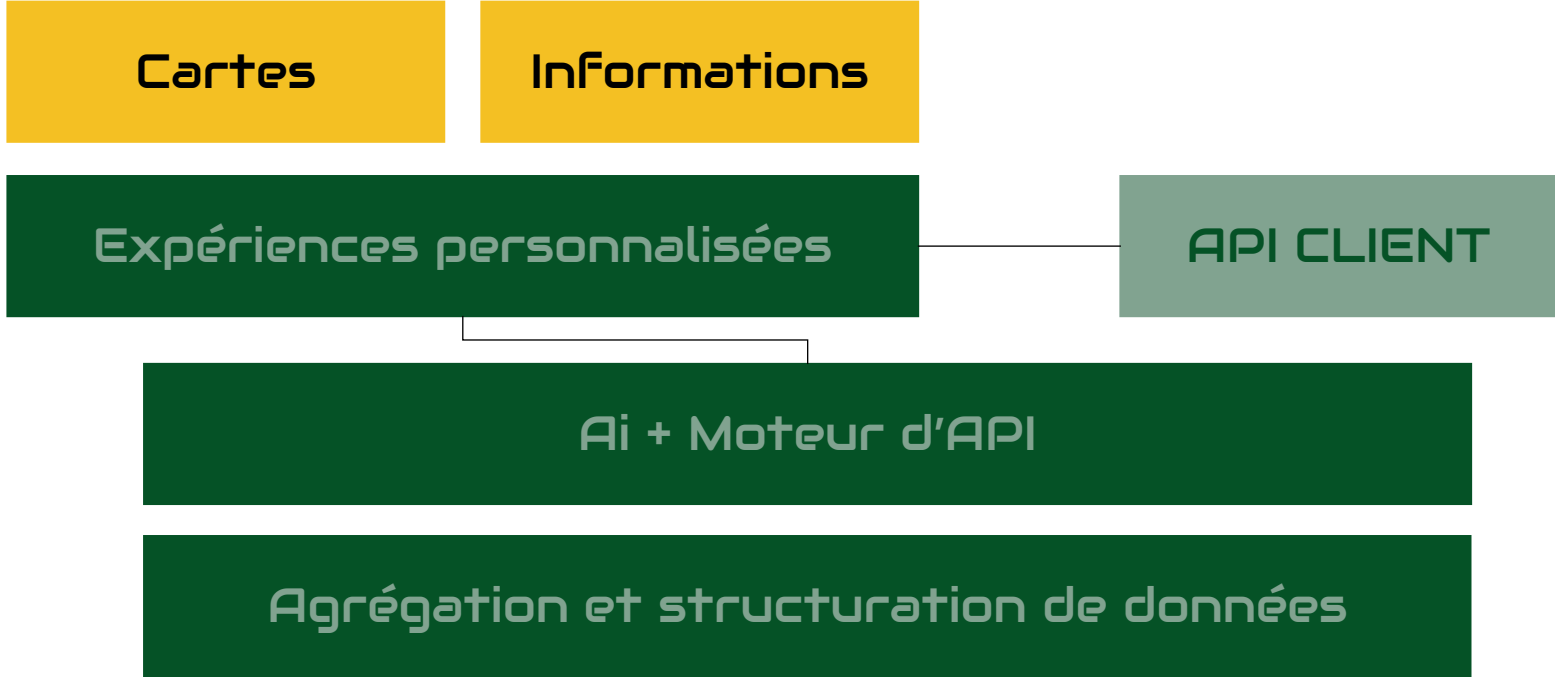 Cartes
Informations
Expériences personnalisées
API CLIENT
Ai + Moteur d'API
Agrégation et structuration de données